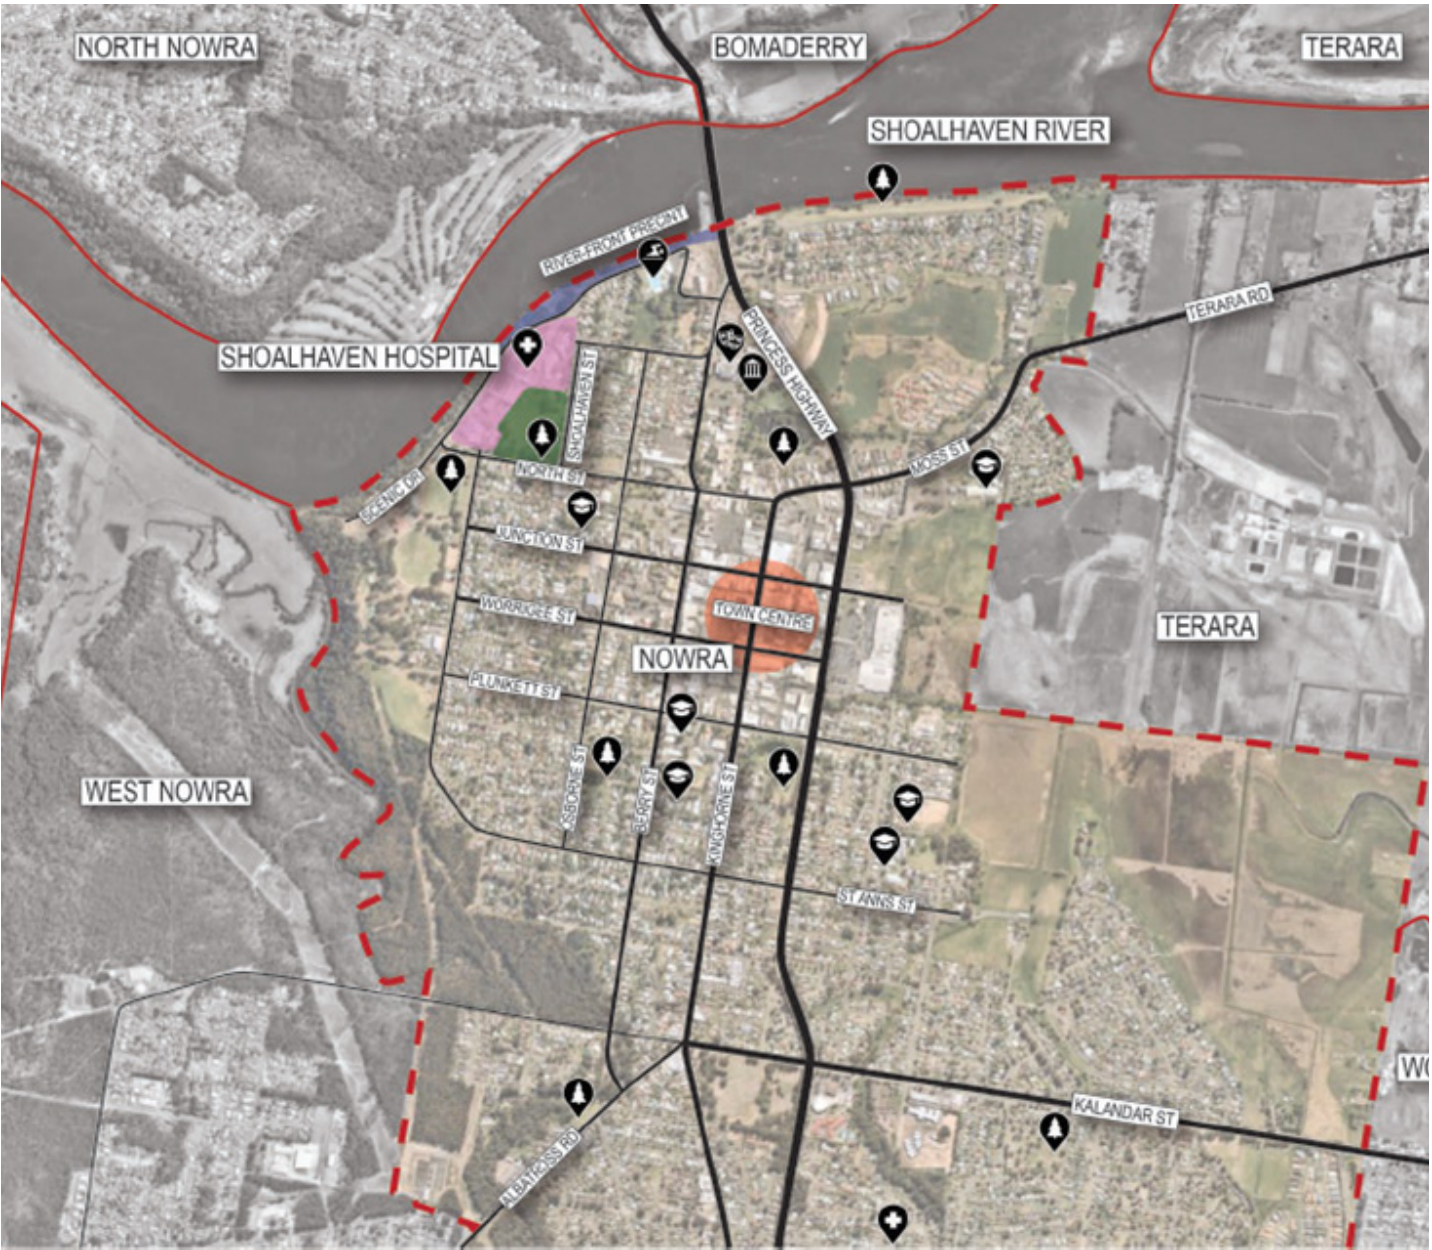 NORTH NOWRA
BOMADERRY
TERARA
SHOALHAVEN RIVER
RIVER-FRONT PRECINT
TERARA RD
PRINCESS HIGHWAY
SHOALHAVEN HOSPITAL
SHOALHAVEN ST
MOSS ST
NORTH ST
SCENIC DR
JUNCTION ST
WORRIGEE ST
TOWN CENTRE
TERARA
NOWRA
PLUNKETT ST
WEST NOWRA
OSBORNE ST
BERRY ST
KINGHORNE ST
ST ANNS ST
WO
KALANDAR ST
ALBATROSS RD